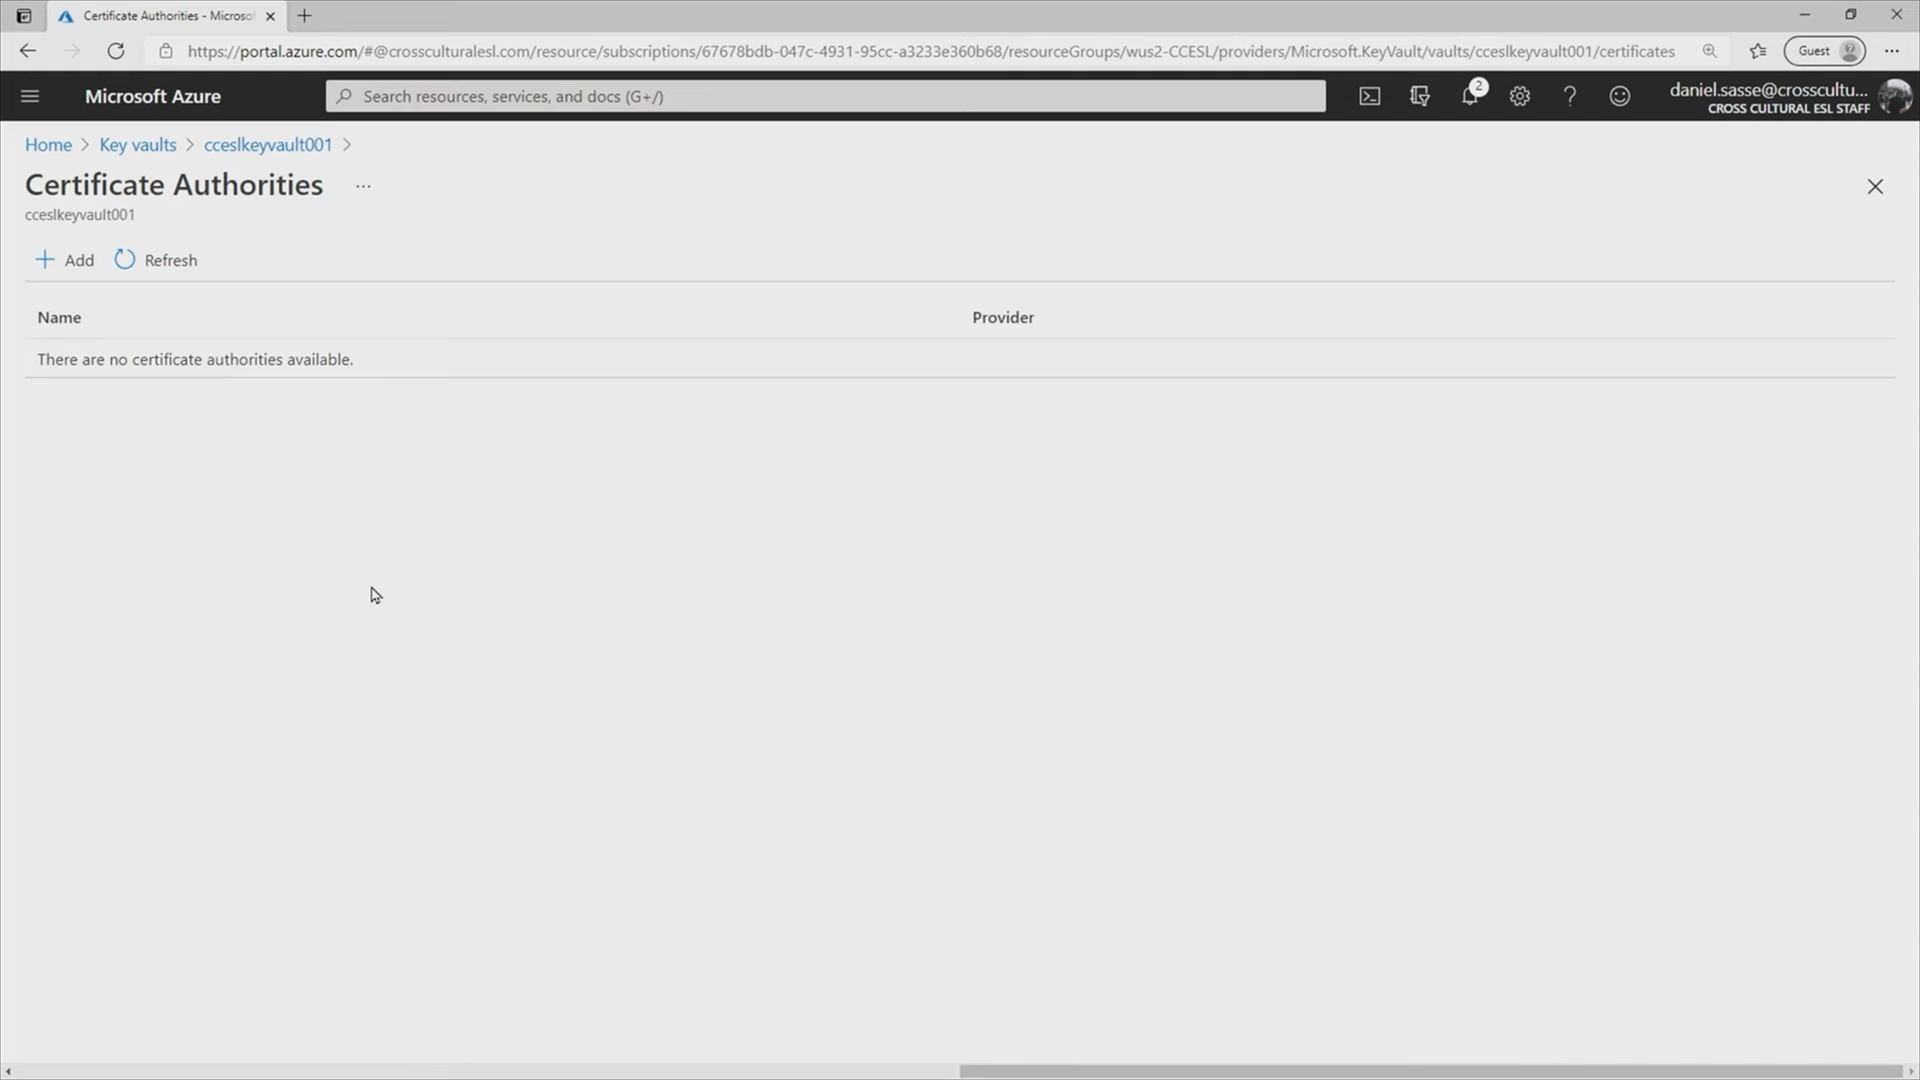 Certificate Authorities - Microsof
https://portal.azure.com/#@crossculturalesl.com/resource/subscriptions/67678bdb-047c-4931-95cc-a3233e360b68/resourceGroups/wus2-CCESL/providers/Microsoft.KeyVault/vaults/cceslkeyvault001/certificates
Guest
Microsoft Azure
Search resources, services, and docs (G+/)
2
daniel.sasse@crosscultu...
CROSS CULTURAL ESL STAFF
Home > Key vaults > cceslkeyvault001 >
Certificate Authorities ...
cceslkeyvault001
Add Refresh
Name Provider
There are no certificate authorities available.